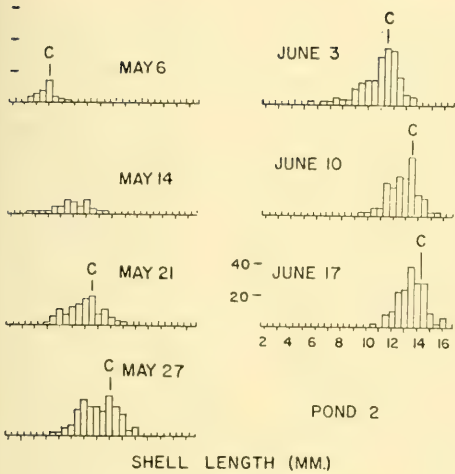 C
MAY 6
MAY 14
C
MAY 21
C
MAY 27
C
JUNE 3
C
JUNE 10
C
40
JUNE 17
20
2 4 6 8 10 12 14 16
POND 2
SHELL LENGTH (MM.)